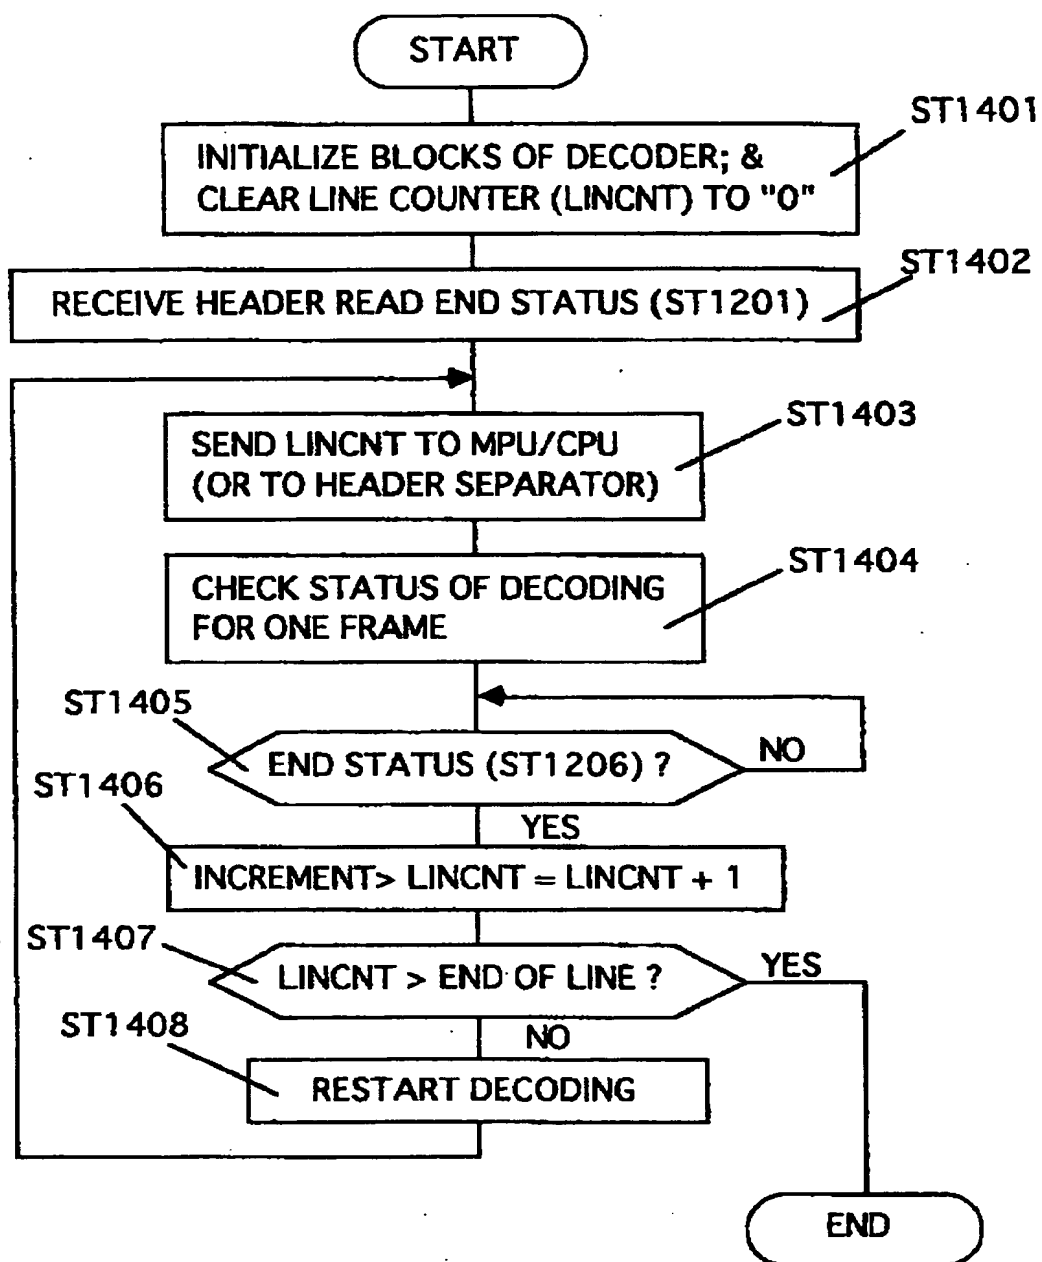 START
ST1401
INITIALIZE BLOCKS OF DECODER; &
CLEAR LINE COUNTER (LINCNT) TO "0"
ST1402
RECEIVE HEADER READ END STATUS (ST1201)
ST1403
SEND LINCNT TO MPU/CPU
(OR TO HEADER SEPARATOR)
ST1404
CHECK STATUS OF DECODING
FOR ONE FRAME
ST1405
END STATUS (ST1206) ?
NO
YES
ST1406
INCREMENT> LINCNT = LINCNT + 1
ST1407
LINCNT > END OF LINE ?
YES
NO
ST1408
RESTART DECODING
END